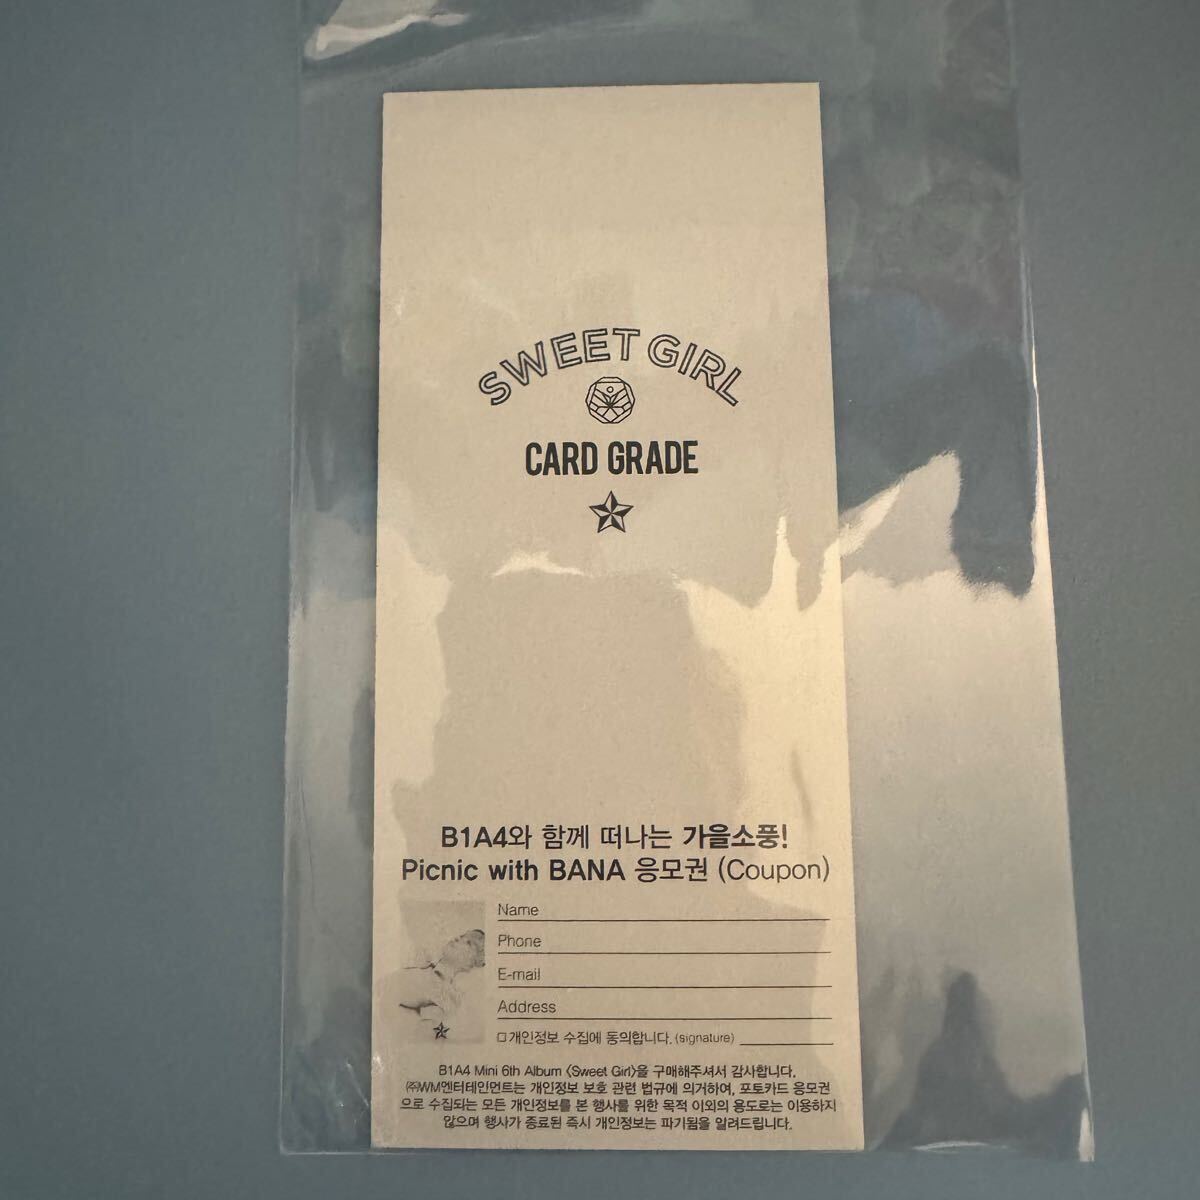 SWEET GIRL
CARD GRADE
B1A4와 함께 떠나는 가을소풍!
Picnic with BANA 응모권 (Coupon)
Name
Phone
E-mail
Address
□ 개인정보 수집에 동의합니다. (signature)
B1A4 Mini 6th Album <Sweet Girl>을 구매해주셔서 감사합니다.
㈜WM엔터테인먼트는 개인정보 보호 관련 법규에 의거하여, 포토카드 응모권
으로 수집되는 모든 개인정보를 본 행사를 위한 목적 이외의 용도로는 이용하지
않으며 행사가 종료된 즉시 개인정보는 파기됨을 알려드립니다.